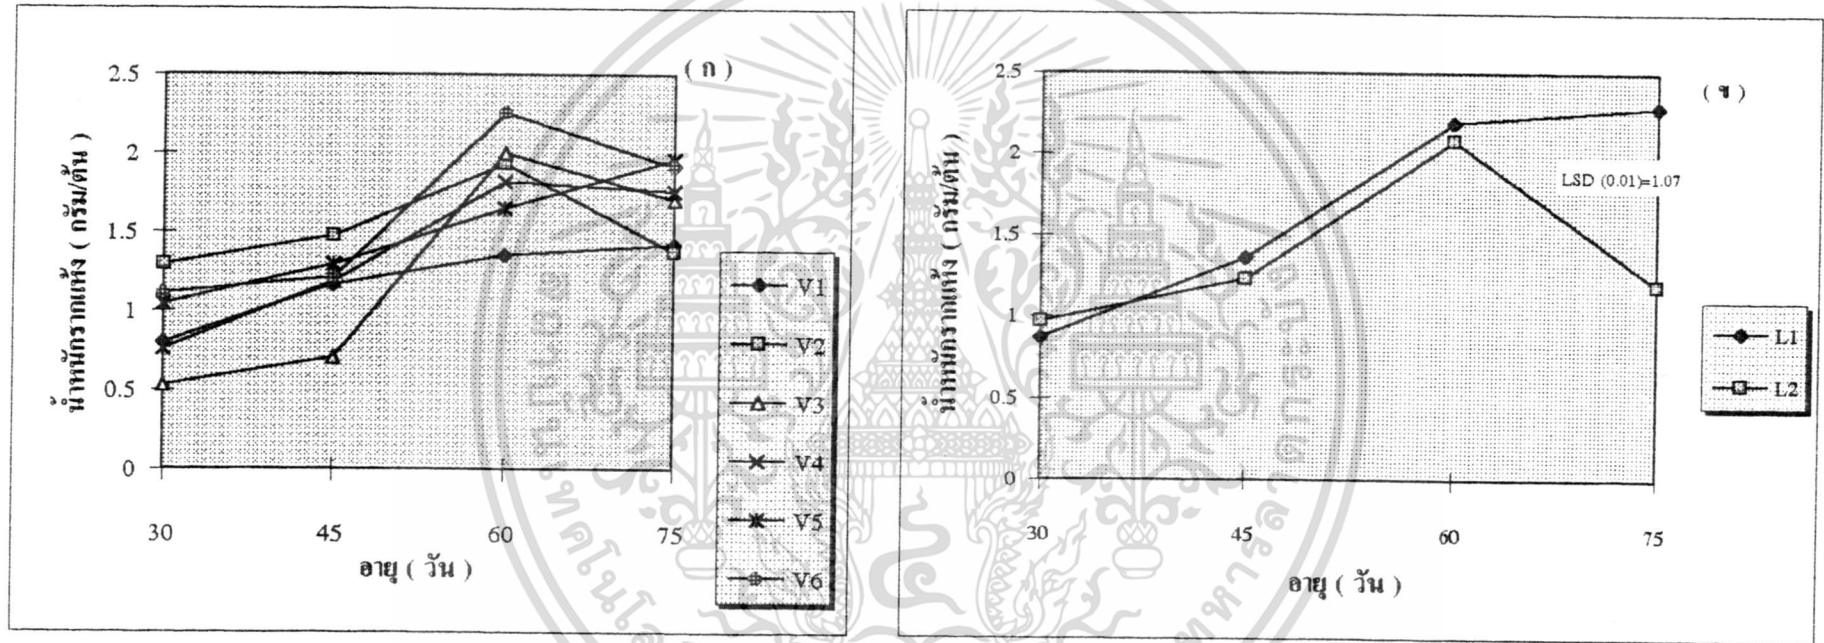 ( ก )
น้ำหนักรากแห้ง ( กรัม/ต้น )
2.5
2
1.5
1
0.5
0
30 45 60 75
อายุ ( วัน )
V1
V2
V3
V4
V5
V6
( ข )
น้ำหนักรากแห้ง ( กรัม/ต้น )
2.5
2
1.5
1
0.5
0
30 45 60 75
อายุ ( วัน )
LSD (0.01)=1.07
L1
L2